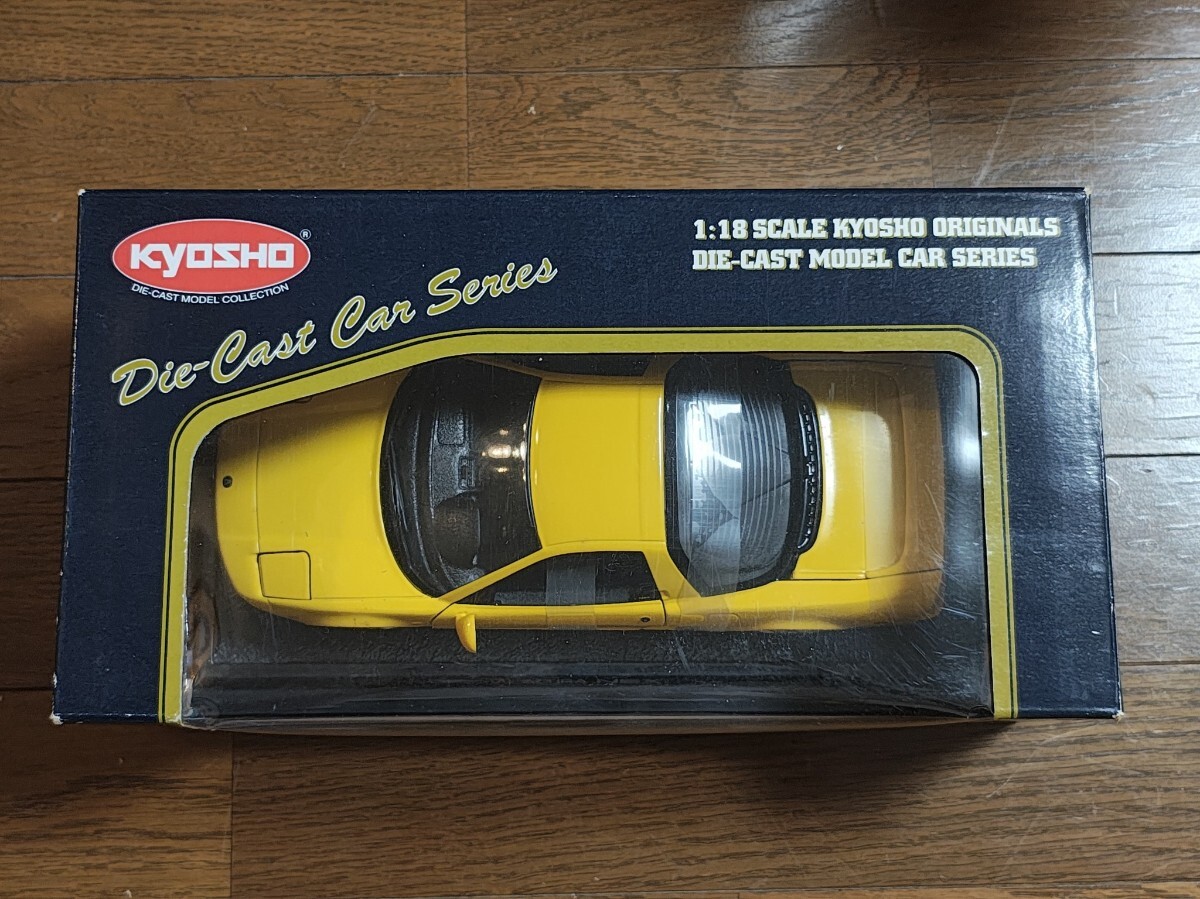 KYOSHO ®
DIE-CAST MODEL COLLECTION
Die-Cast Car Series
1:18 SCALE KYOSHO ORIGINALS
DIE-CAST MODEL CAR SERIES